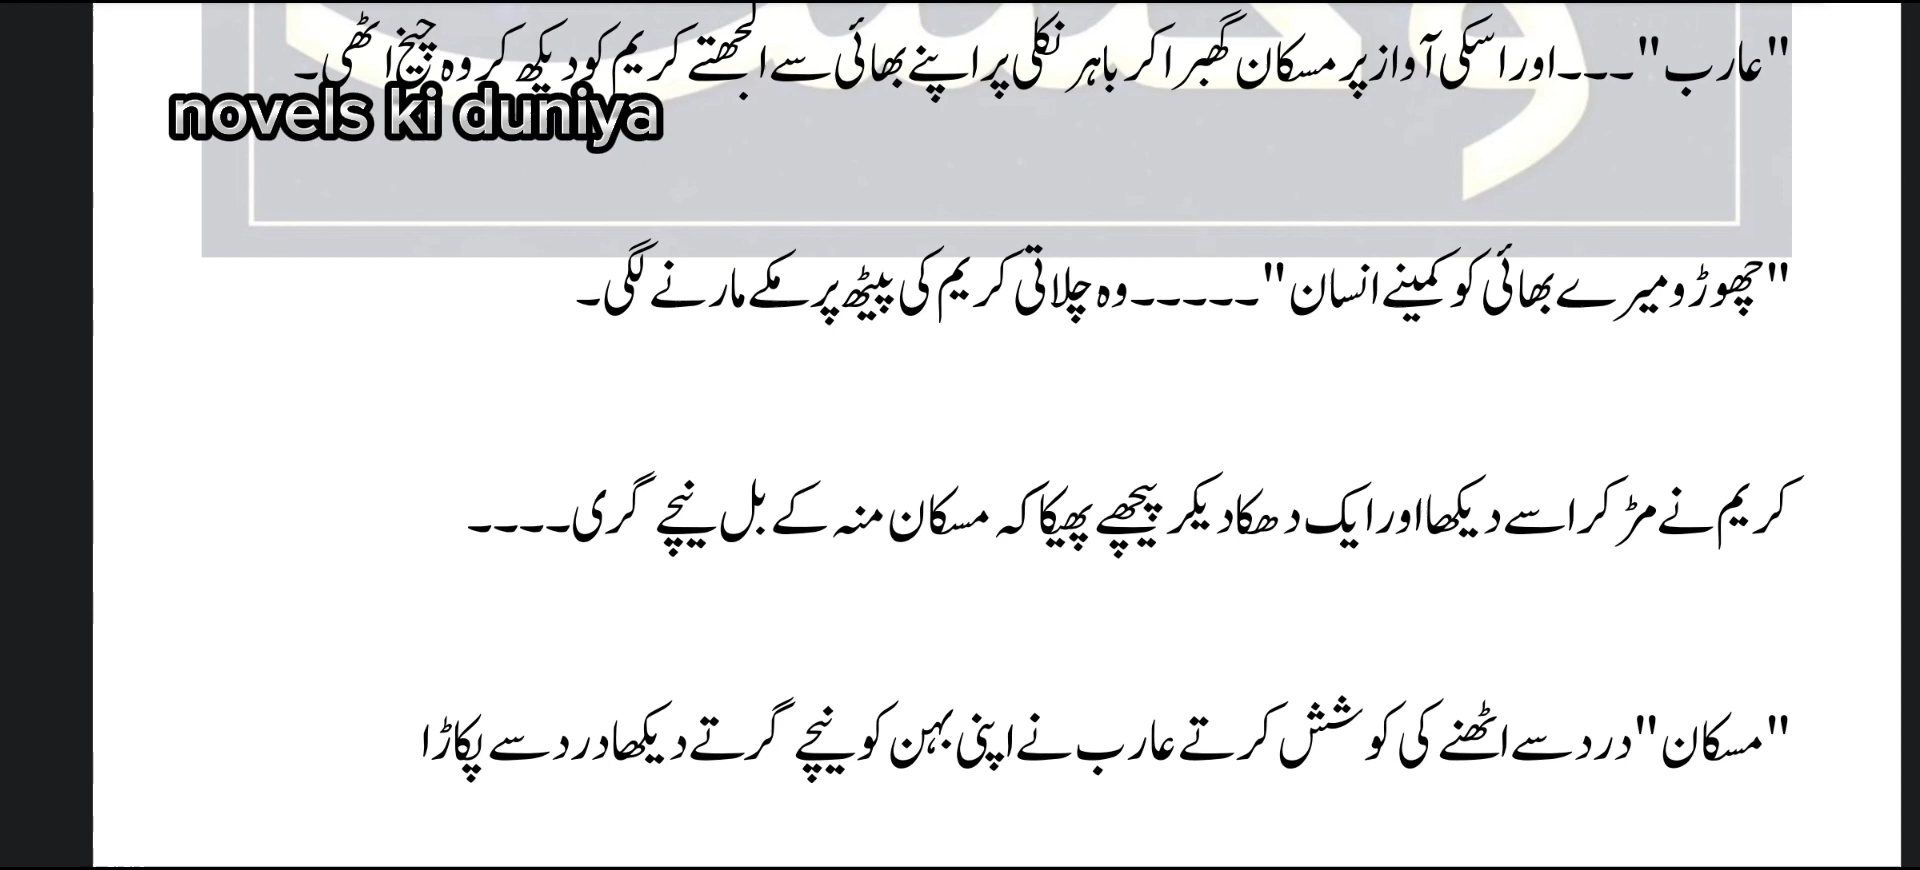 "عارب"۔۔۔اور اسکی آواز پر مسکان گھبرا کر باہر نکلی پر اپنے بھائی سے الجھتے کریم کو دیکھ کر وہ چیخ اٹھی۔
novels ki duniya
"چھوڑو میرے بھائی کو کمینے انسان"۔۔۔۔۔وہ چلاتی کریم کی پیٹھ پر مکے مارنے لگی۔
کریم نے مڑ کر اسے دیکھا اور ایک دھکا دیکر پیچھے پھیکا کہ مسکان منہ کے بل نیچے گری۔۔۔۔
"مسکان" درد سے اٹھنے کی کوشش کرتے عارب نے اپنی بہن کو نیچے گرتے دیکھا درد سے پکاڑا